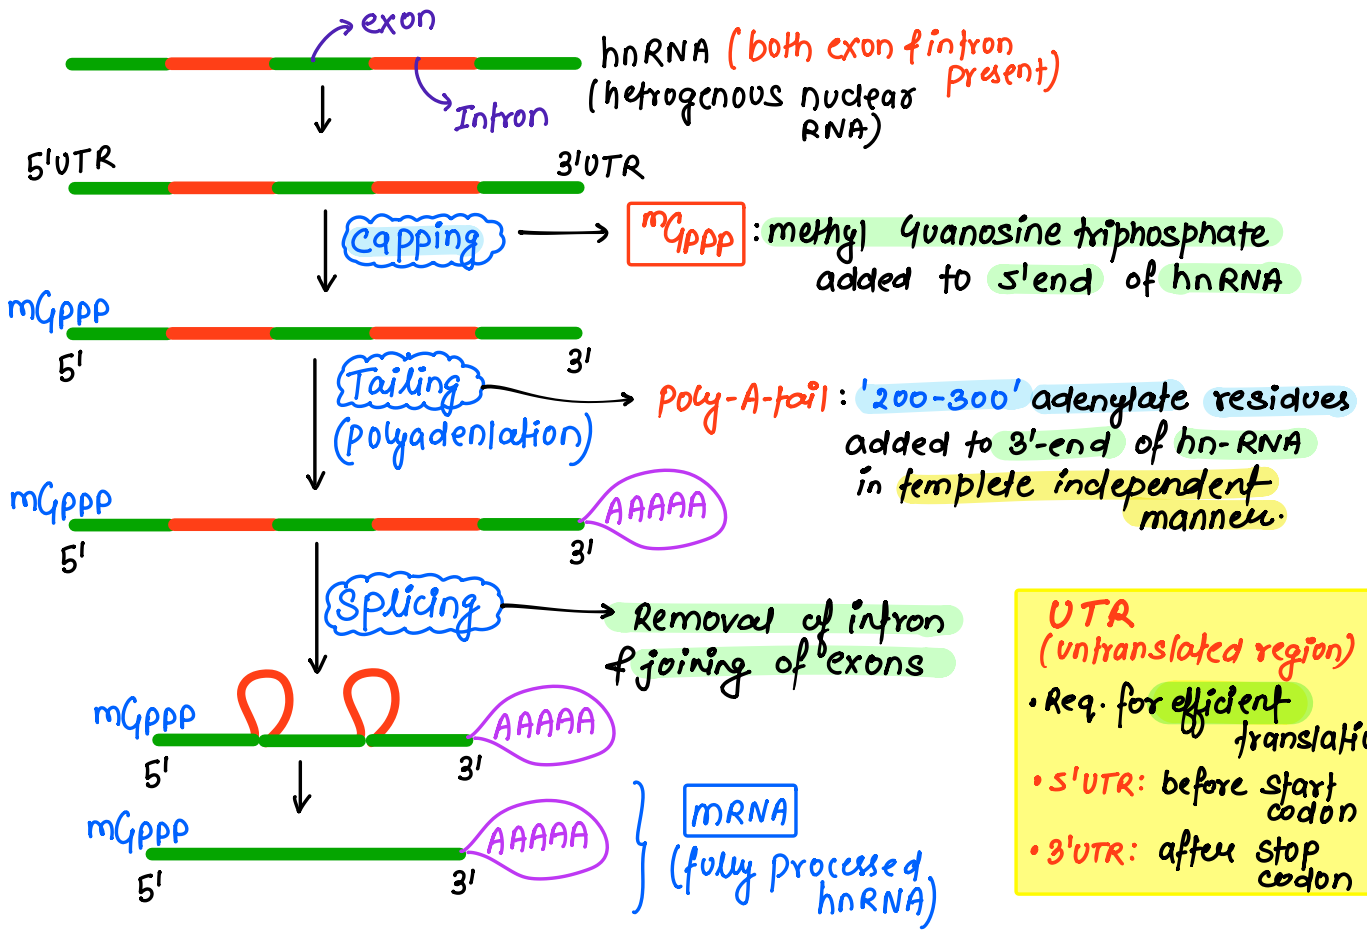 exon
hnRNA (both exon & intron
present)
(hetrogenous nuclear
RNA)
Intron
5'UTR
3'UTR
capping
mGppp : methyl Guanosine triphosphate
added to 5'end of hnRNA
mGppp
5'
3'
Tailing
(polyadenlation)
Poly-A-tail : '200-300' adenylate residues
added to 3'-end of hn-RNA
in templete independent
manner.
mGppp
AAAAA
5'
3'
Splicing
Removal of intron
& joining of exons
UTR
(untranslated region)
• Req. for efficient
translati
• 5'UTR: before start
codon
• 3'UTR: after stop
codon
mGppp
AAAAA
5'
3'
mGppp
AAAAA
5'
3'
mRNA
(fully processed
hnRNA)